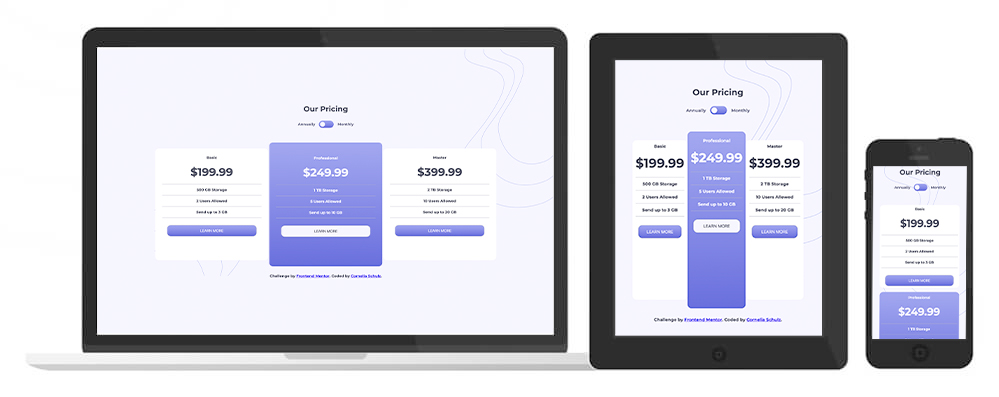 Our Pricing
Annually Monthly
Basic
$199.99
500 GB Storage
2 Users Allowed
Send up to 3 GB
LEARN MORE
Professional
$249.99
1 TB Storage
5 Users Allowed
Send up to 10 GB
LEARN MORE
Master
$399.99
2 TB Storage
10 Users Allowed
Send up to 20 GB
LEARN MORE
Challenge by Frontend Mentor. Coded by Cornelia Schulz.
Our Pricing
Annually Monthly
Basic
$199.99
500 GB Storage
2 Users Allowed
Send up to 3 GB
LEARN MORE
Professional
$249.99
1 TB Storage
5 Users Allowed
Send up to 10 GB
LEARN MORE
Master
$399.99
2 TB Storage
10 Users Allowed
Send up to 20 GB
LEARN MORE
Challenge by Frontend Mentor. Coded by Cornelia Schulz.
Our Pricing
Annually Monthly
Basic
$199.99
500 GB Storage
2 Users Allowed
Send up to 3 GB
LEARN MORE
Professional
$249.99
1 TB Storage